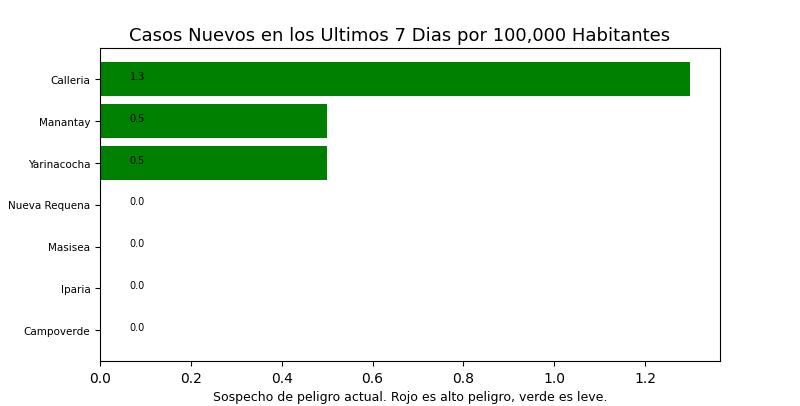 Casos Nuevos en los Ultimos 7 Dias por 100,000 Habitantes
Calleria 1.3
Manantay 0.5
Yarinacocha 0.5
Nueva Requena 0.0
Masisea 0.0
Iparia 0.0
Campoverde 0.0
0.0 0.2 0.4 0.6 0.8 1.0 1.2
Sospecho de peligro actual. Rojo es alto peligro, verde es leve.